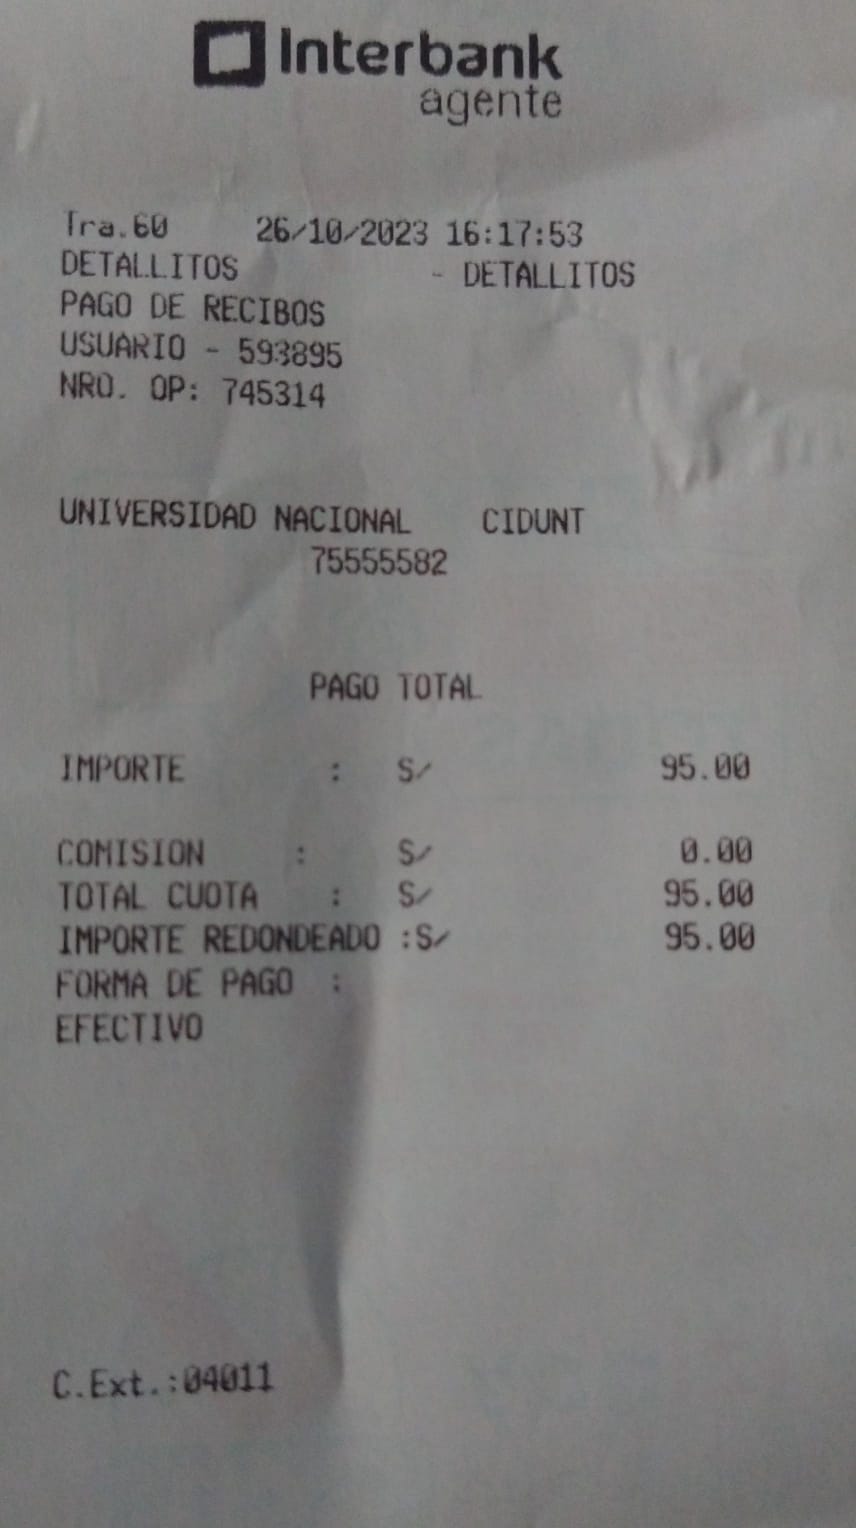 Interbank
agente
Tra.60 26/10/2023 16:17:53
DETALLITOS - DETALLITOS
PAGO DE RECIBOS
USUARIO - 593895
NRO. OP: 745314
UNIVERSIDAD NACIONAL CIDUNT
75555582
PAGO TOTAL
IMPORTE : S/ 95.00
COMISION : S/ 0.00
TOTAL CUOTA : S/ 95.00
IMPORTE REDONDEADO :S/ 95.00
FORMA DE PAGO :
EFECTIVO
C.Ext.:04011